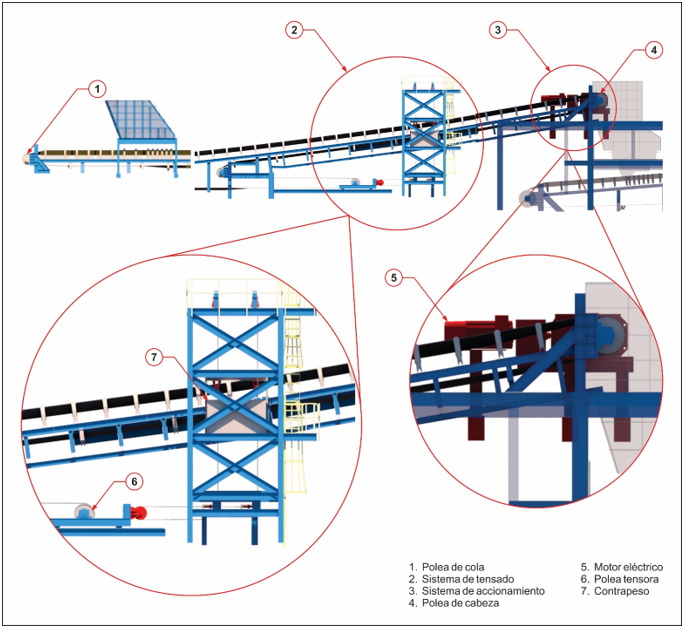 2
3
4
1
5
7
6
1. Polea de cola
2. Sistema de tensado
3. Sistema de accionamiento
4. Polea de cabeza
5. Motor eléctrico
6. Polea tensora
7. Contrapeso